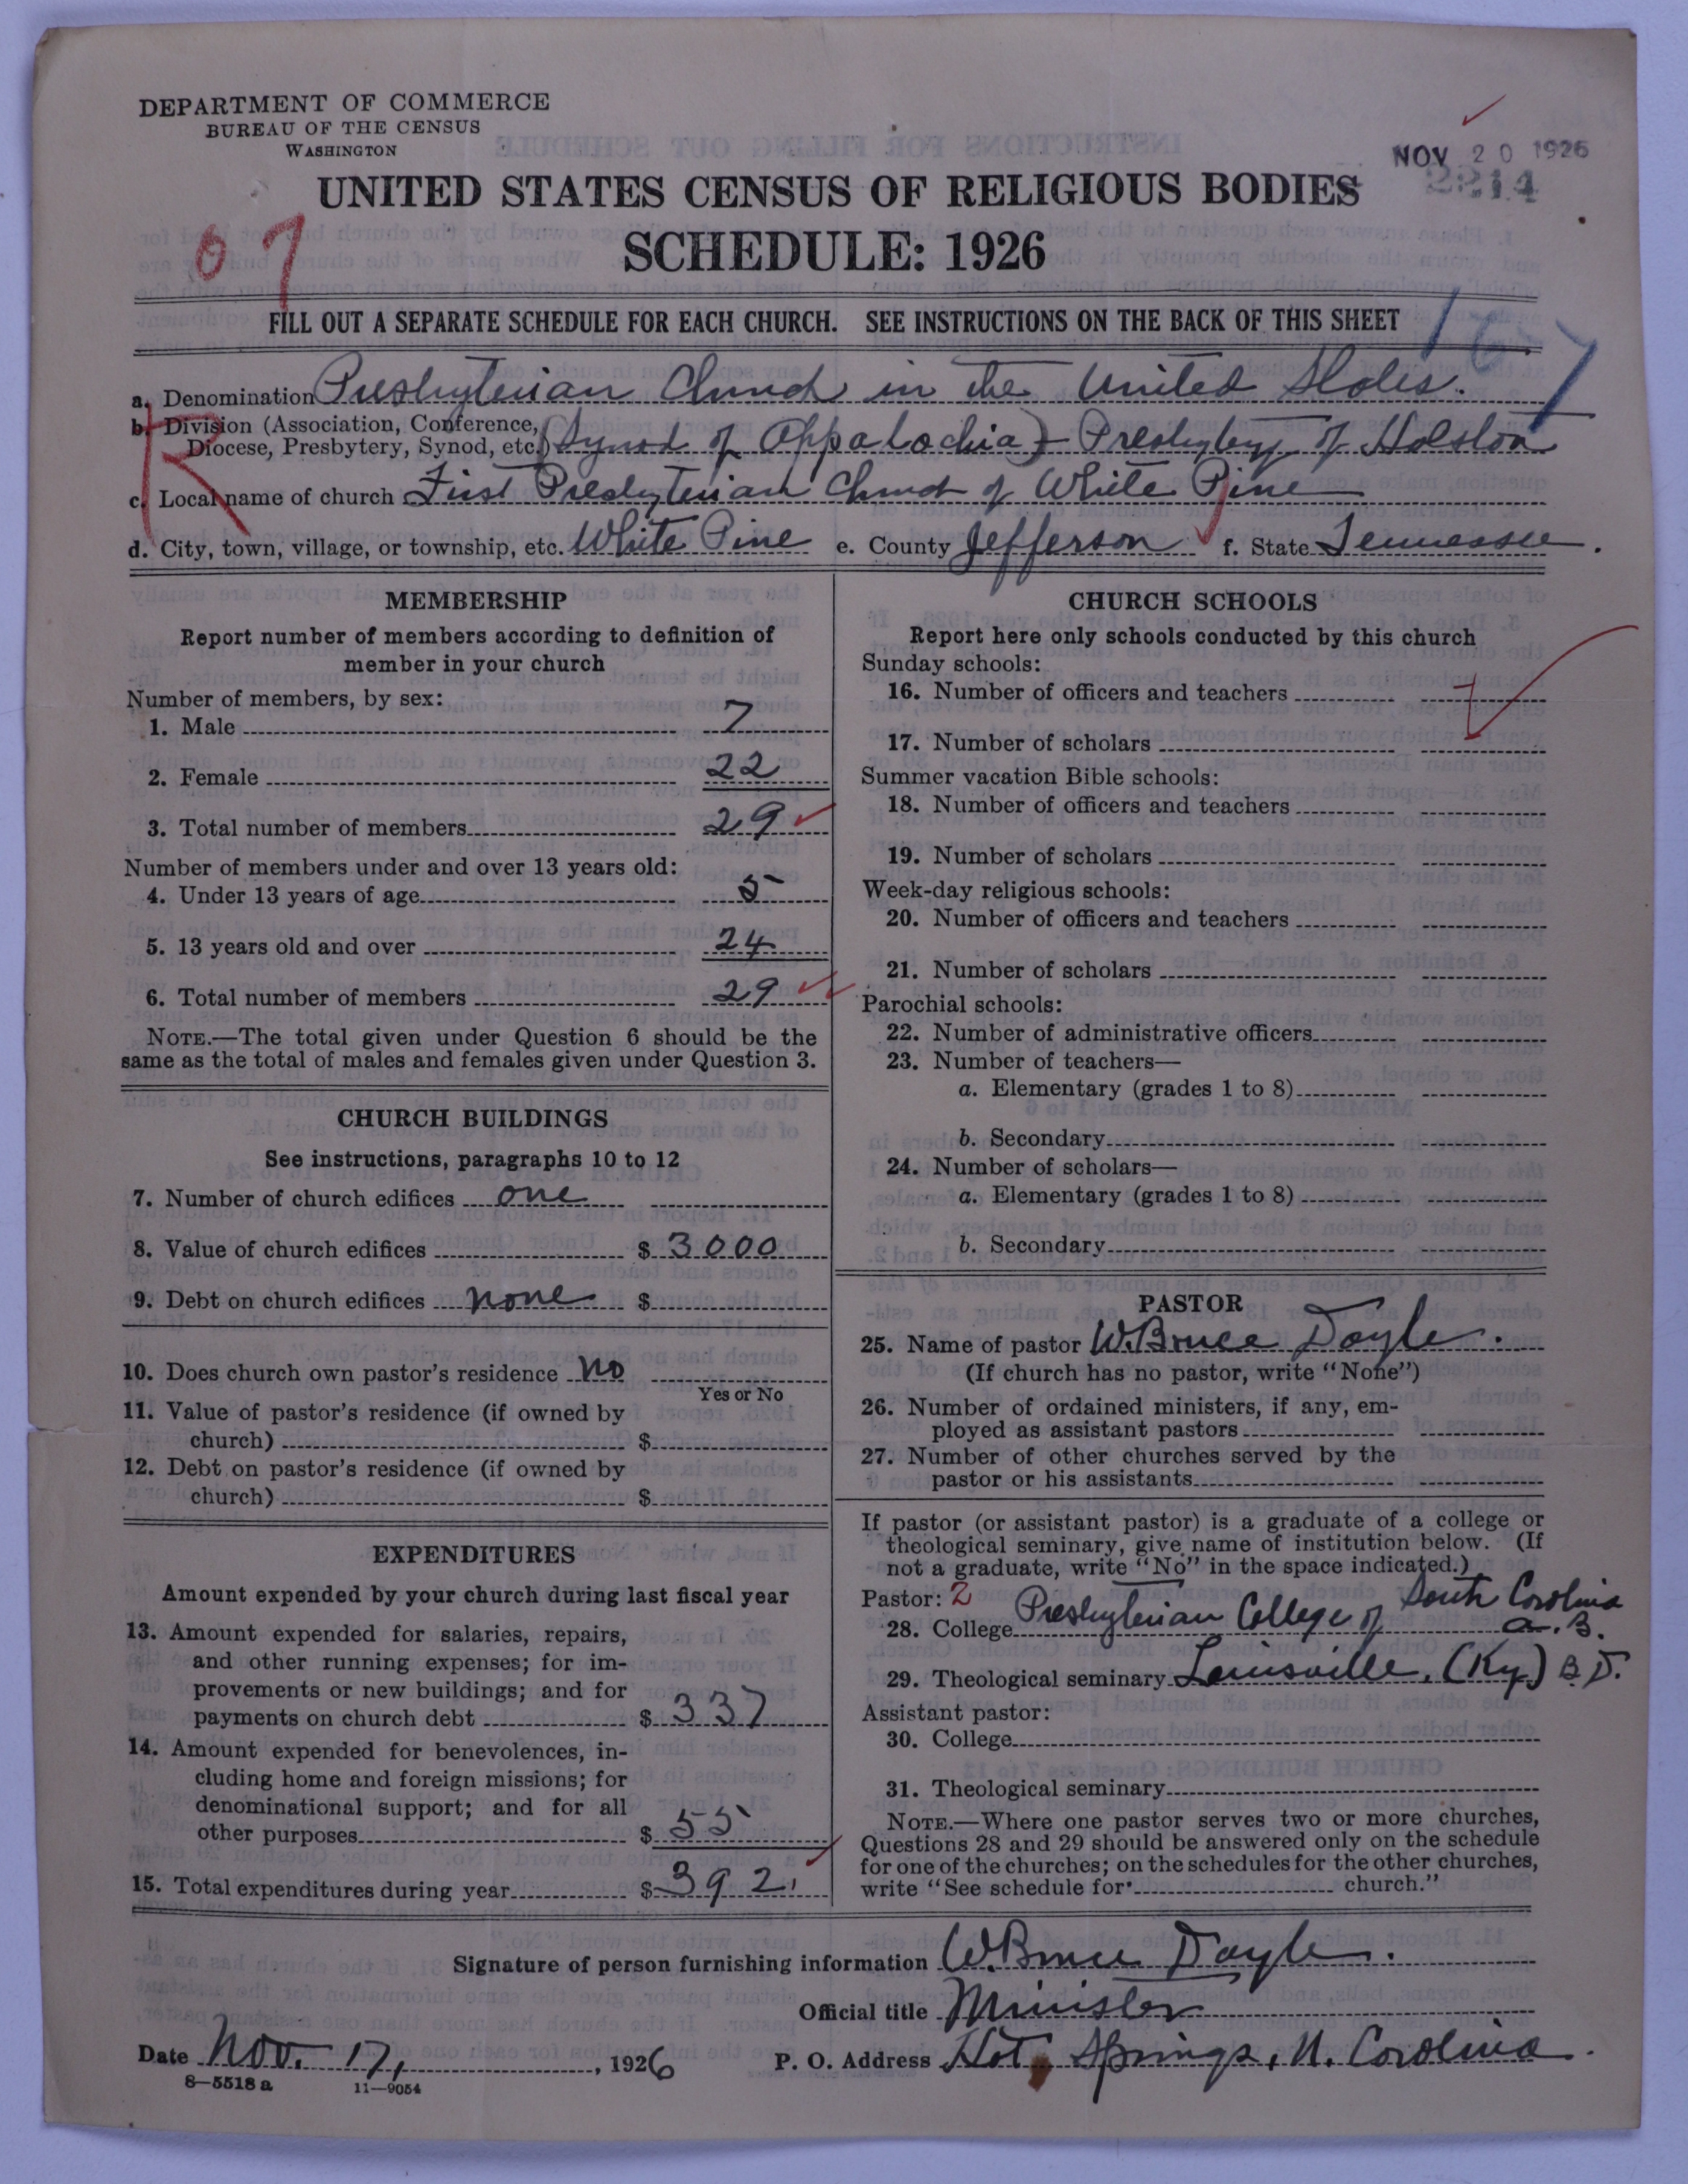 DEPARTMENT OF COMMERCE
BUREAU OF THE CENSUS
WASHINGTON
NOV 20 1926
2214
UNITED STATES CENSUS OF RELIGIOUS BODIES
SCHEDULE: 1926
07
FILL OUT A SEPARATE SCHEDULE FOR EACH CHURCH. SEE INSTRUCTIONS ON THE BACK OF THIS SHEET
167
a. Denomination Presbyterian Church in the United States.
b. Division (Association, Conference,
Diocese, Presbytery, Synod, etc.) (Synod of Appalachia) - Presbytery of Holston
R
c. Local name of church First Presbyterian Church of White Pine
d. City, town, village, or township, etc. White Pine e. County Jefferson f. State Tennessee.
MEMBERSHIP
Report number of members according to definition of
member in your church
Number of members, by sex:
1. Male 7
2. Female 22
3. Total number of members 29
Number of members under and over 13 years old:
4. Under 13 years of age 5
5. 13 years old and over 24
6. Total number of members 29
NOTE.—The total given under Question 6 should be the
same as the total of males and females given under Question 3.
CHURCH BUILDINGS
See instructions, paragraphs 10 to 12
7. Number of church edifices one
8. Value of church edifices $ 3000
9. Debt on church edifices none $
10. Does church own pastor's residence no
Yes or No
11. Value of pastor's residence (if owned by
church) $
12. Debt on pastor's residence (if owned by
church) $
EXPENDITURES
Amount expended by your church during last fiscal year
13. Amount expended for salaries, repairs,
and other running expenses; for im-
provements or new buildings; and for
payments on church debt $ 337
14. Amount expended for benevolences, in-
cluding home and foreign missions; for
denominational support; and for all
other purposes $ 55
15. Total expenditures during year $ 392.
CHURCH SCHOOLS
Report here only schools conducted by this church
Sunday schools:
16. Number of officers and teachers
17. Number of scholars
Summer vacation Bible schools:
18. Number of officers and teachers
19. Number of scholars
Week-day religious schools:
20. Number of officers and teachers
21. Number of scholars
Parochial schools:
22. Number of administrative officers
23. Number of teachers—
a. Elementary (grades 1 to 8)
b. Secondary
24. Number of scholars—
a. Elementary (grades 1 to 8)
b. Secondary
PASTOR
25. Name of pastor W. Bruce Doyle.
(If church has no pastor, write "None")
26. Number of ordained ministers, if any, em-
ployed as assistant pastors
27. Number of other churches served by the
pastor or his assistants
If pastor (or assistant pastor) is a graduate of a college or
theological seminary, give name of institution below. (If
not a graduate, write "No" in the space indicated.)
Pastor: 2
28. College Presbyterian College of South Carolina A.B.
29. Theological seminary Louisville, (Ky.) B.D.
Assistant pastor:
30. College
31. Theological seminary
NOTE.—Where one pastor serves two or more churches,
Questions 28 and 29 should be answered only on the schedule
for one of the churches; on the schedules for the other churches,
write "See schedule for church."
Signature of person furnishing information W. Bruce Doyle.
Official title Minister
Date Nov. 17, 1926 P. O. Address Hot Springs, N. Carolina.
8—5518 a 11—9054